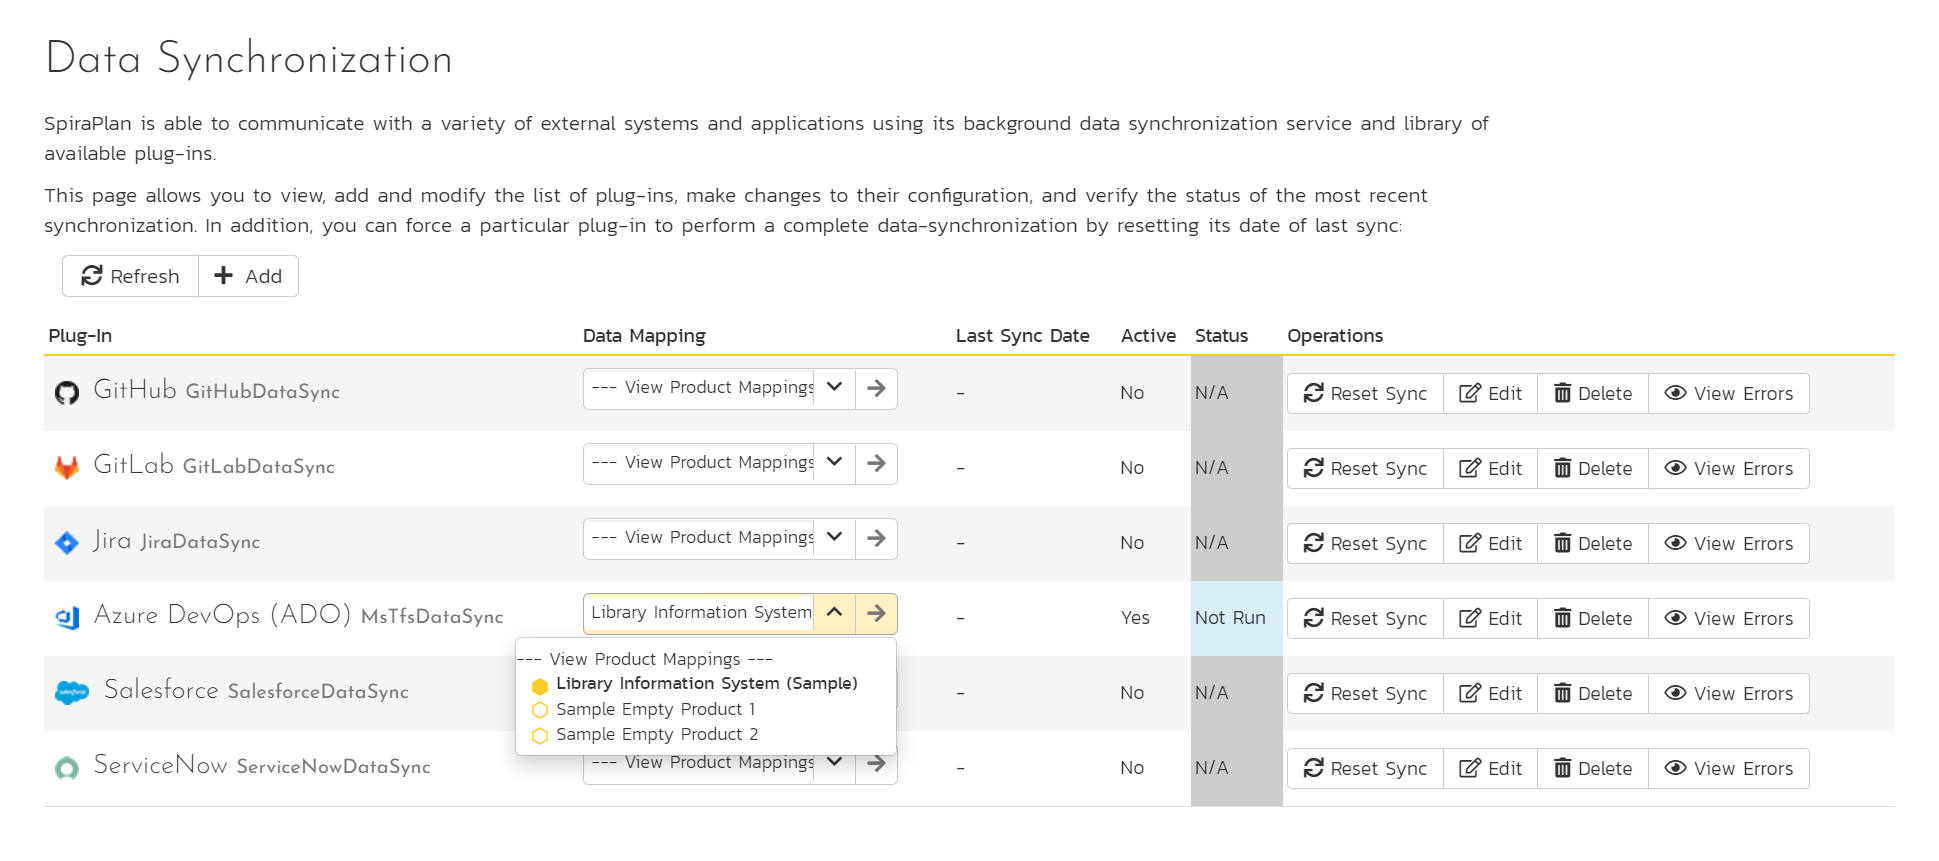 Data Synchronization
SpiraPlan is able to communicate with a variety of external systems and applications using its background data synchronization service and library of
available plug-ins.
This page allows you to view, add and modify the list of plug-ins, make changes to their configuration, and verify the status of the most recent
synchronization. In addition, you can force a particular plug-in to perform a complete data-synchronization by resetting its date of last sync:
Refresh Add
Plug-In Data Mapping Last Sync Date Active Status Operations
GitHub GitHubDataSync --- View Product Mappings - No N/A Reset Sync Edit Delete View Errors
GitLab GitLabDataSync --- View Product Mappings - No N/A Reset Sync Edit Delete View Errors
Jira JiraDataSync --- View Product Mappings - No N/A Reset Sync Edit Delete View Errors
Azure DevOps (ADO) MsTfsDataSync Library Information System - Yes Not Run Reset Sync Edit Delete View Errors
--- View Product Mappings ---
Library Information System (Sample)
Sample Empty Product 1
Sample Empty Product 2
Salesforce SalesforceDataSync - No N/A Reset Sync Edit Delete View Errors
ServiceNow ServiceNowDataSync --- View Product Mappings - No N/A Reset Sync Edit Delete View Errors